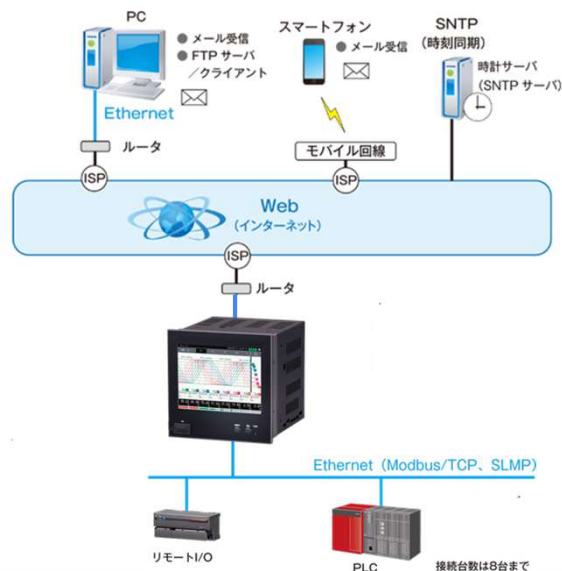 PC
● メール受信
● FTP サーバ
／クライアント
Ethernet
ルータ
ISP
スマートフォン
● メール受信
モバイル回線
ISP
SNTP
(時刻同期)
時計サーバ
(SNTP サーバ)
Web
(インターネット)
ISP
ルータ
Ethernet（Modbus/TCP、SLMP）
リモートI/O
PLC
接続台数は8台まで